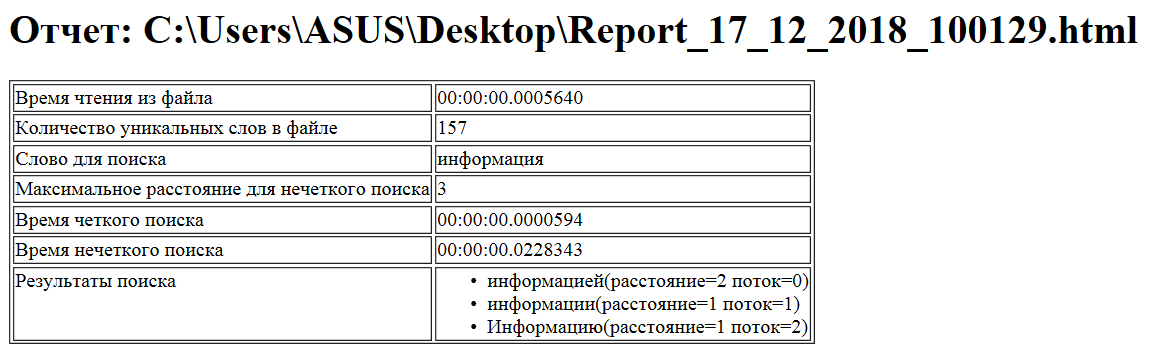 Отчет: C:\Users\ASUS\Desktop\Report_17_12_2018_100129.html
Время чтения из файла 00:00:00.0005640
Количество уникальных слов в файле 157
Слово для поиска информация
Максимальное расстояние для нечеткого поиска 3
Время четкого поиска 00:00:00.0000594
Время нечеткого поиска 00:00:00.0228343
Результаты поиска • информацией(расстояние=2 поток=0)
• информации(расстояние=1 поток=1)
• Информацию(расстояние=1 поток=2)